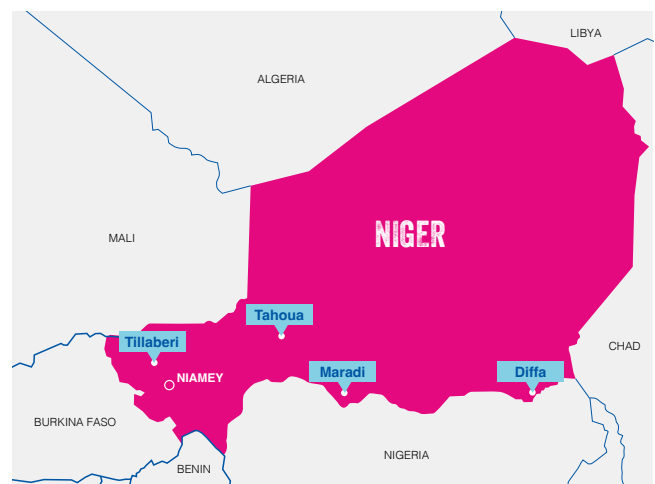 LIBYA
ALGERIA
NIGER
MALI
Tahoua
Tillaberi
CHAD
Maradi
Diffa
NIAMEY
BURKINA FASO
NIGERIA
BENIN